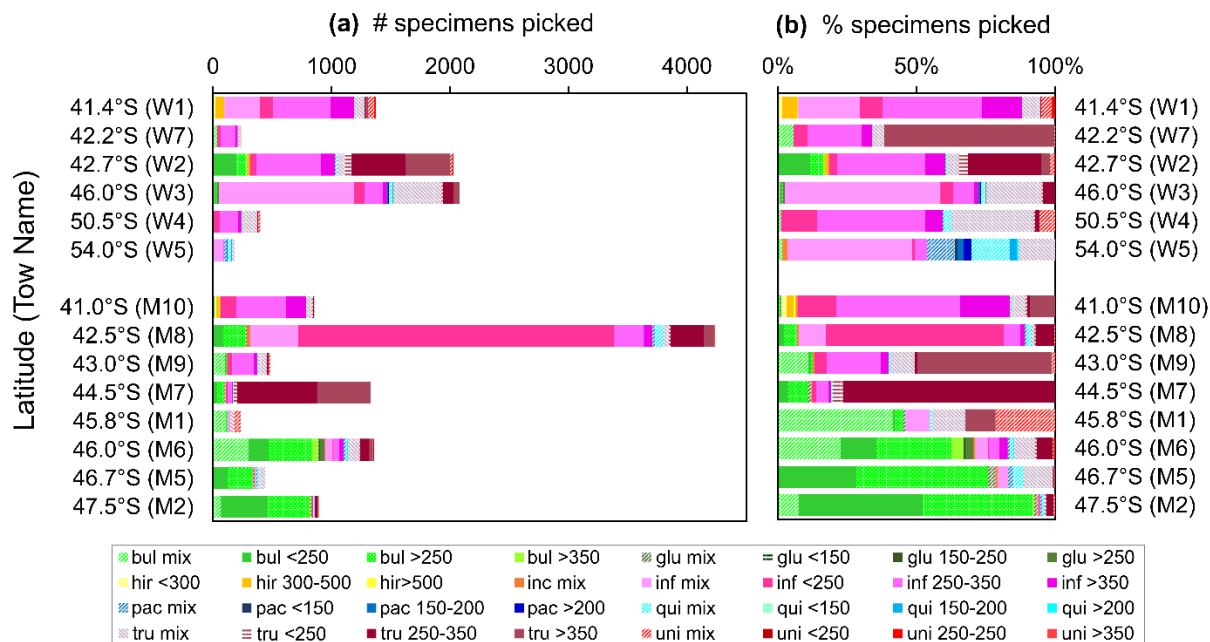 (a) # specimens picked
(b) % specimens picked
0 1000 2000 3000 4000
0% 50% 100%
Latitude (Tow Name)
41.4°S (W1) 41.4°S (W1)
42.2°S (W7) 42.2°S (W7)
42.7°S (W2) 42.7°S (W2)
46.0°S (W3) 46.0°S (W3)
50.5°S (W4) 50.5°S (W4)
54.0°S (W5) 54.0°S (W5)
41.0°S (M10) 41.0°S (M10)
42.5°S (M8) 42.5°S (M8)
43.0°S (M9) 43.0°S (M9)
44.5°S (M7) 44.5°S (M7)
45.8°S (M1) 45.8°S (M1)
46.0°S (M6) 46.0°S (M6)
46.7°S (M5) 46.7°S (M5)
47.5°S (M2) 47.5°S (M2)
bul mix bul <250 bul >250 bul >350 glu mix glu <150 glu 150-250 glu >250
hir <300 hir 300-500 hir>500 inc mix inf mix inf <250 inf 250-350 inf >350
pac mix pac <150 pac 150-200 pac >200 qui mix qui <150 qui 150-200 qui >200
tru mix tru <250 tru 250-350 tru >350 uni mix uni <250 uni 250-250 uni >350